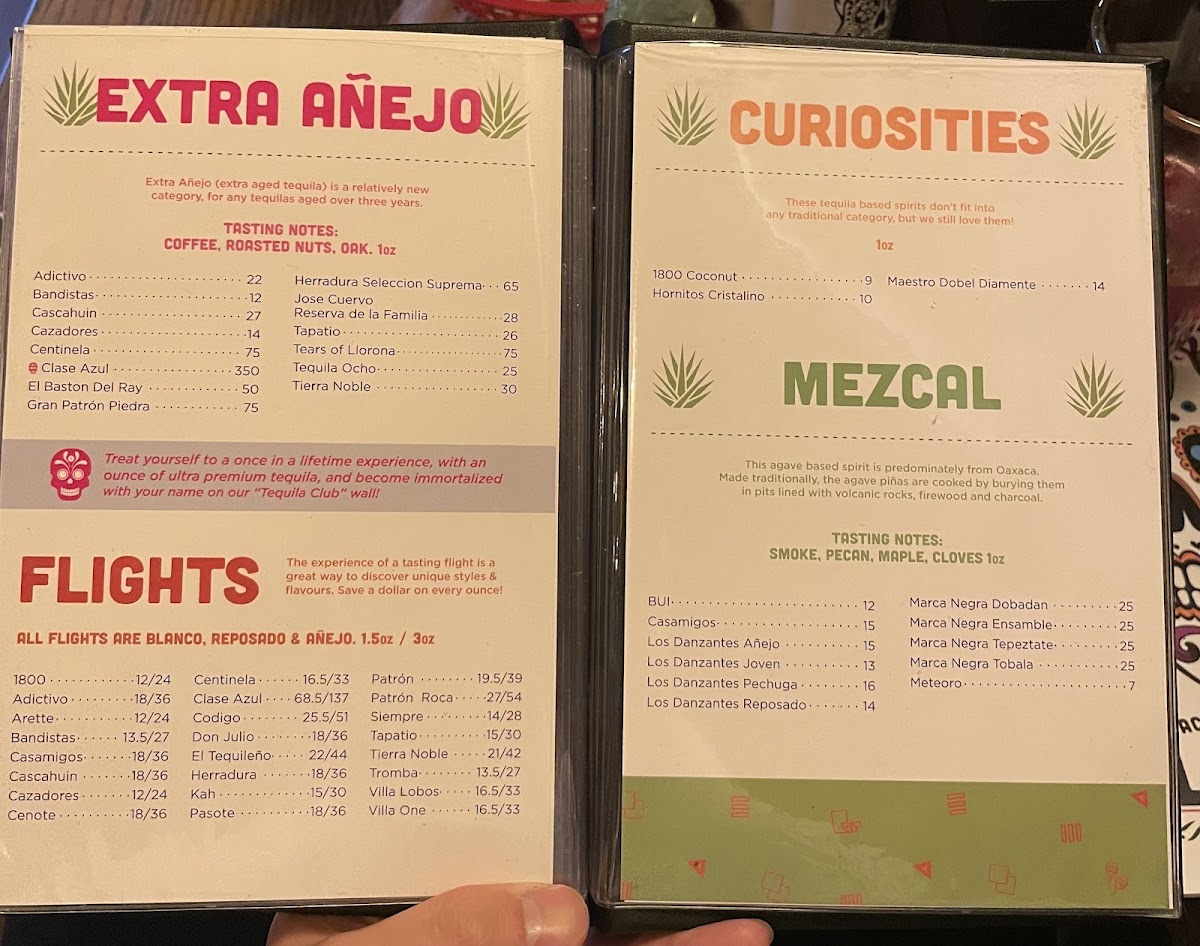 EXTRA AÑEJO
Extra Añejo (extra aged tequila) is a relatively new
category, for any tequilas aged over three years.
TASTING NOTES:
COFFEE, ROASTED NUTS, OAK. 1oz
Adictivo 22
Bandistas 12
Cascahuin 27
Cazadores 14
Centinela 75
Clase Azul 350
El Baston Del Ray 50
Gran Patrón Piedra 75
Herradura Seleccion Suprema 65
Jose Cuervo
Reserva de la Familia 28
Tapatio 26
Tears of Llorona 75
Tequila Ocho 25
Tierra Noble 30
Treat yourself to a once in a lifetime experience, with an
ounce of ultra premium tequila, and become immortalized
with your name on our “Tequila Club” wall!
FLIGHTS
The experience of a tasting flight is a
great way to discover unique styles &
flavours. Save a dollar on every ounce!
ALL FLIGHTS ARE BLANCO, REPOSADO & AÑEJO. 1.5oz / 3oz
1800 12/24
Adictivo 18/36
Arette 12/24
Bandistas 13.5/27
Casamigos 18/36
Cascahuin 18/36
Cazadores 12/24
Cenote 18/36
Centinela 16.5/33
Clase Azul 68.5/137
Codigo 25.5/51
Don Julio 18/36
El Tequileño 22/44
Herradura 18/36
Kah 15/30
Pasote 18/36
Patrón 19.5/39
Patrón Roca 27/54
Siempre 14/28
Tapatio 15/30
Tierra Noble 21/42
Tromba 13.5/27
Villa Lobos 16.5/33
Villa One 16.5/33
CURIOSITIES
These tequila based spirits don't fit into
any traditional category, but we still love them!
1oz
1800 Coconut 9
Hornitos Cristalino 10
Maestro Dobel Diamente 14
MEZCAL
This agave based spirit is predominately from Oaxaca.
Made traditionally, the agave piñas are cooked by burying them
in pits lined with volcanic rocks, firewood and charcoal.
TASTING NOTES:
SMOKE, PECAN, MAPLE, CLOVES 1oz
BUI 12
Casamigos 15
Los Danzantes Añejo 15
Los Danzantes Joven 13
Los Danzantes Pechuga 16
Los Danzantes Reposado 14
Marca Negra Dobadan 25
Marca Negra Ensamble 25
Marca Negra Tepeztate 25
Marca Negra Tobala 25
Meteoro 7